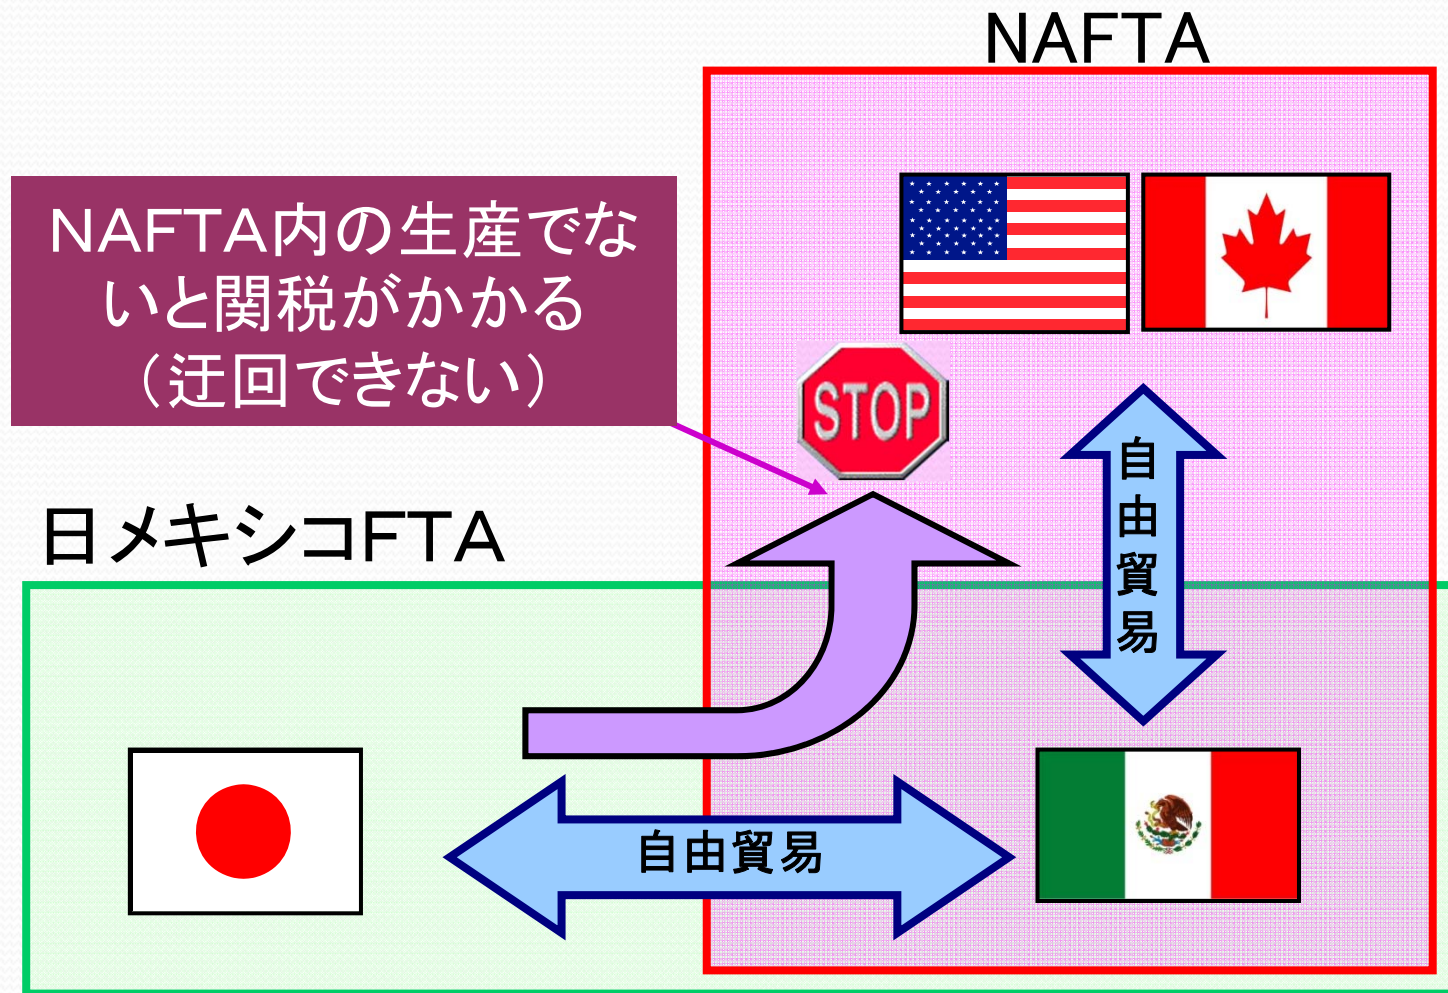 NAFTA
NAFTA内の生産でな
いと関税がかかる
（迂回できない）
STOP
自由貿易
日メキシコFTA
自由貿易